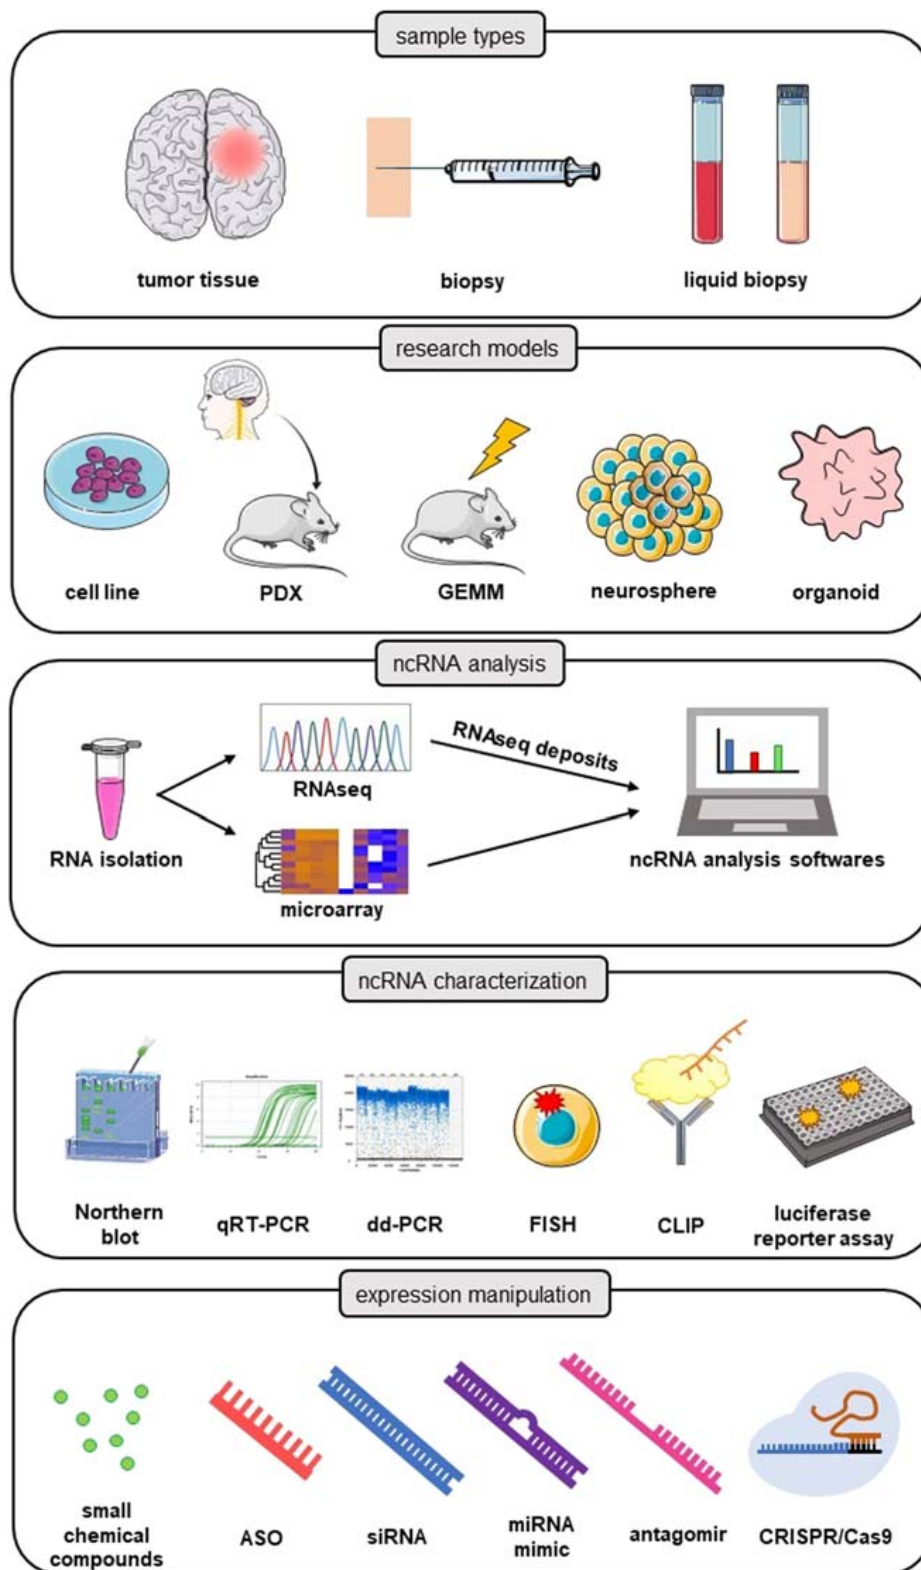 sample types
tumor tissue
biopsy
liquid biopsy
research models
cell line
PDX
GEMM
neurosphere
organoid
ncRNA analysis
RNAseq deposits
RNAseq
RNA isolation
ncRNA analysis softwares
microarray
ncRNA characterization
Northern
blot
qRT-PCR
dd-PCR
FISH
CLIP
luciferase
reporter assay
expression manipulation
small
chemical
compounds
ASO
siRNA
miRNA
mimic
antagomir
CRISPR/Cas9